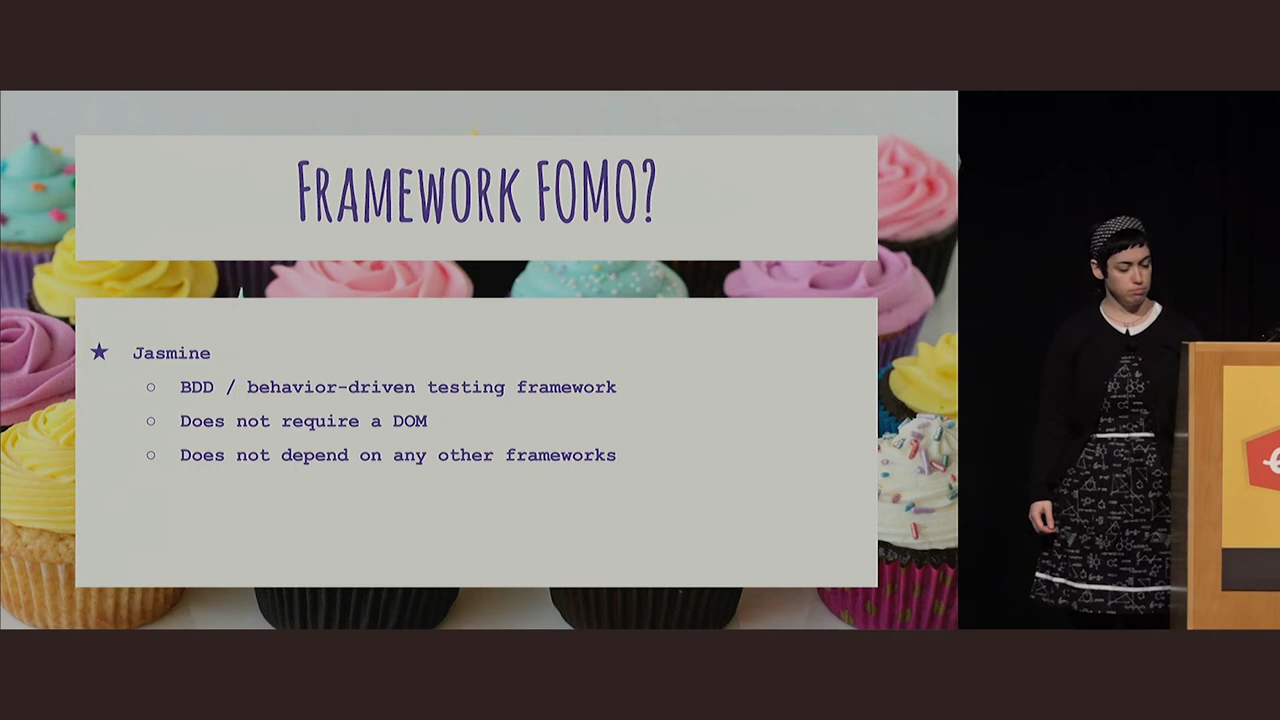 Framework FOMO?
★ Jasmine
○ BDD / behavior-driven testing framework
○ Does not require a DOM
○ Does not depend on any other frameworks